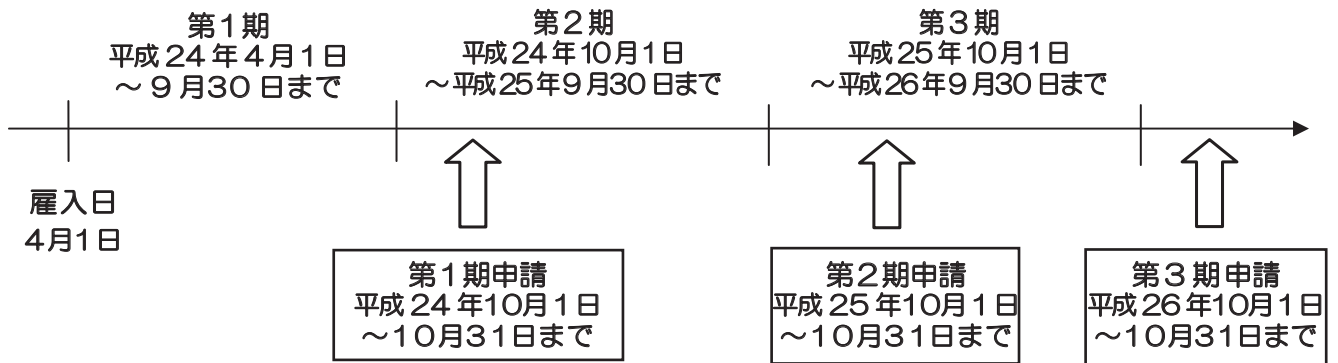 第1期
平成24年4月1日
～9月30日まで
第2期
平成24年10月1日
～平成25年9月30日まで
第3期
平成25年10月1日
～平成26年9月30日まで
雇入日
4月1日
第1期申請
平成24年10月1日
～10月31日まで
第2期申請
平成25年10月1日
～10月31日まで
第3期申請
平成26年10月1日
～10月31日まで